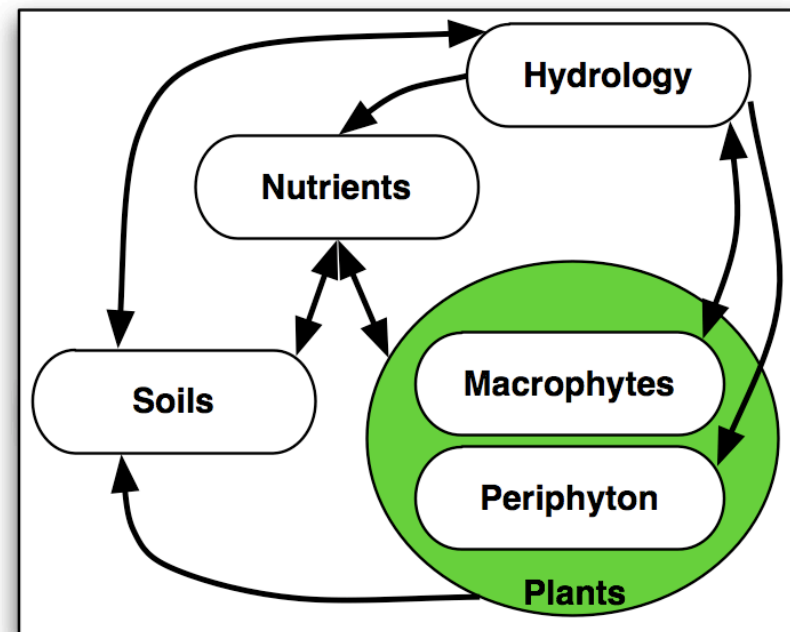 Hydrology
Nutrients
Macrophytes
Soils
Periphyton
Plants